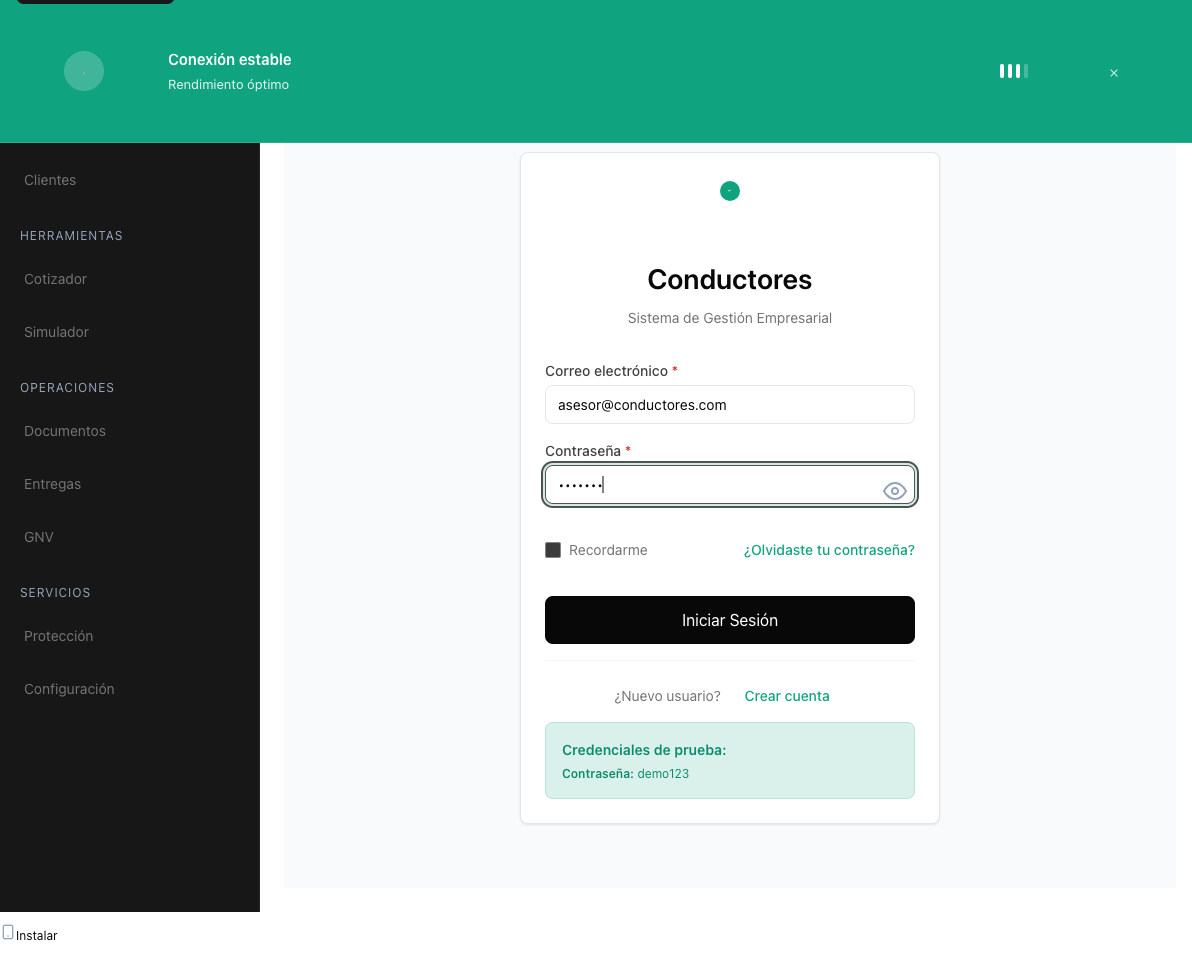 Conexión estable
Rendimiento óptimo
×
Clientes
HERRAMIENTAS
Cotizador
Simulador
OPERACIONES
Documentos
Entregas
GNV
SERVICIOS
Protección
Configuración
Instalar
Conductores
Sistema de Gestión Empresarial
Correo electrónico *
asesor@conductores.com
Contraseña *
•••••••
Recordarme
¿Olvidaste tu contraseña?
Iniciar Sesión
¿Nuevo usuario? Crear cuenta
Credenciales de prueba:
Contraseña: demo123